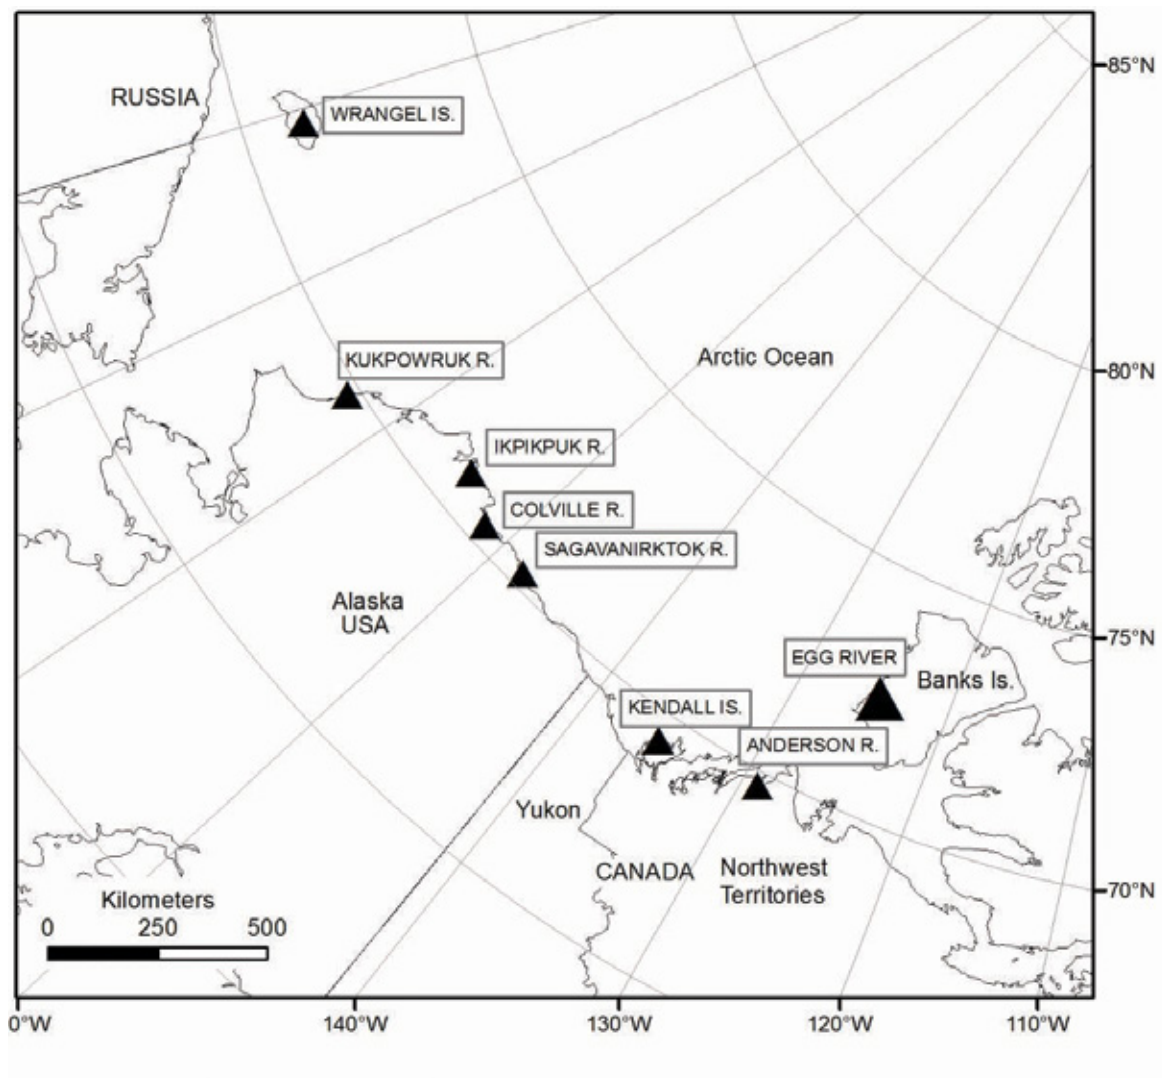 85°N
RUSSIA
WRANGEL IS.
KUKPOWRUK R.
Arctic Ocean
80°N
IKPIKPUK R.
COLVILLE R.
SAGAVANIRKTOK R.
Alaska
USA
75°N
EGG RIVER
Banks Is.
KENDALL IS.
ANDERSON R.
Yukon
CANADA
Northwest
Territories
70°N
Kilometers
0 250 500
0°W 140°W 130°W 120°W 110°W